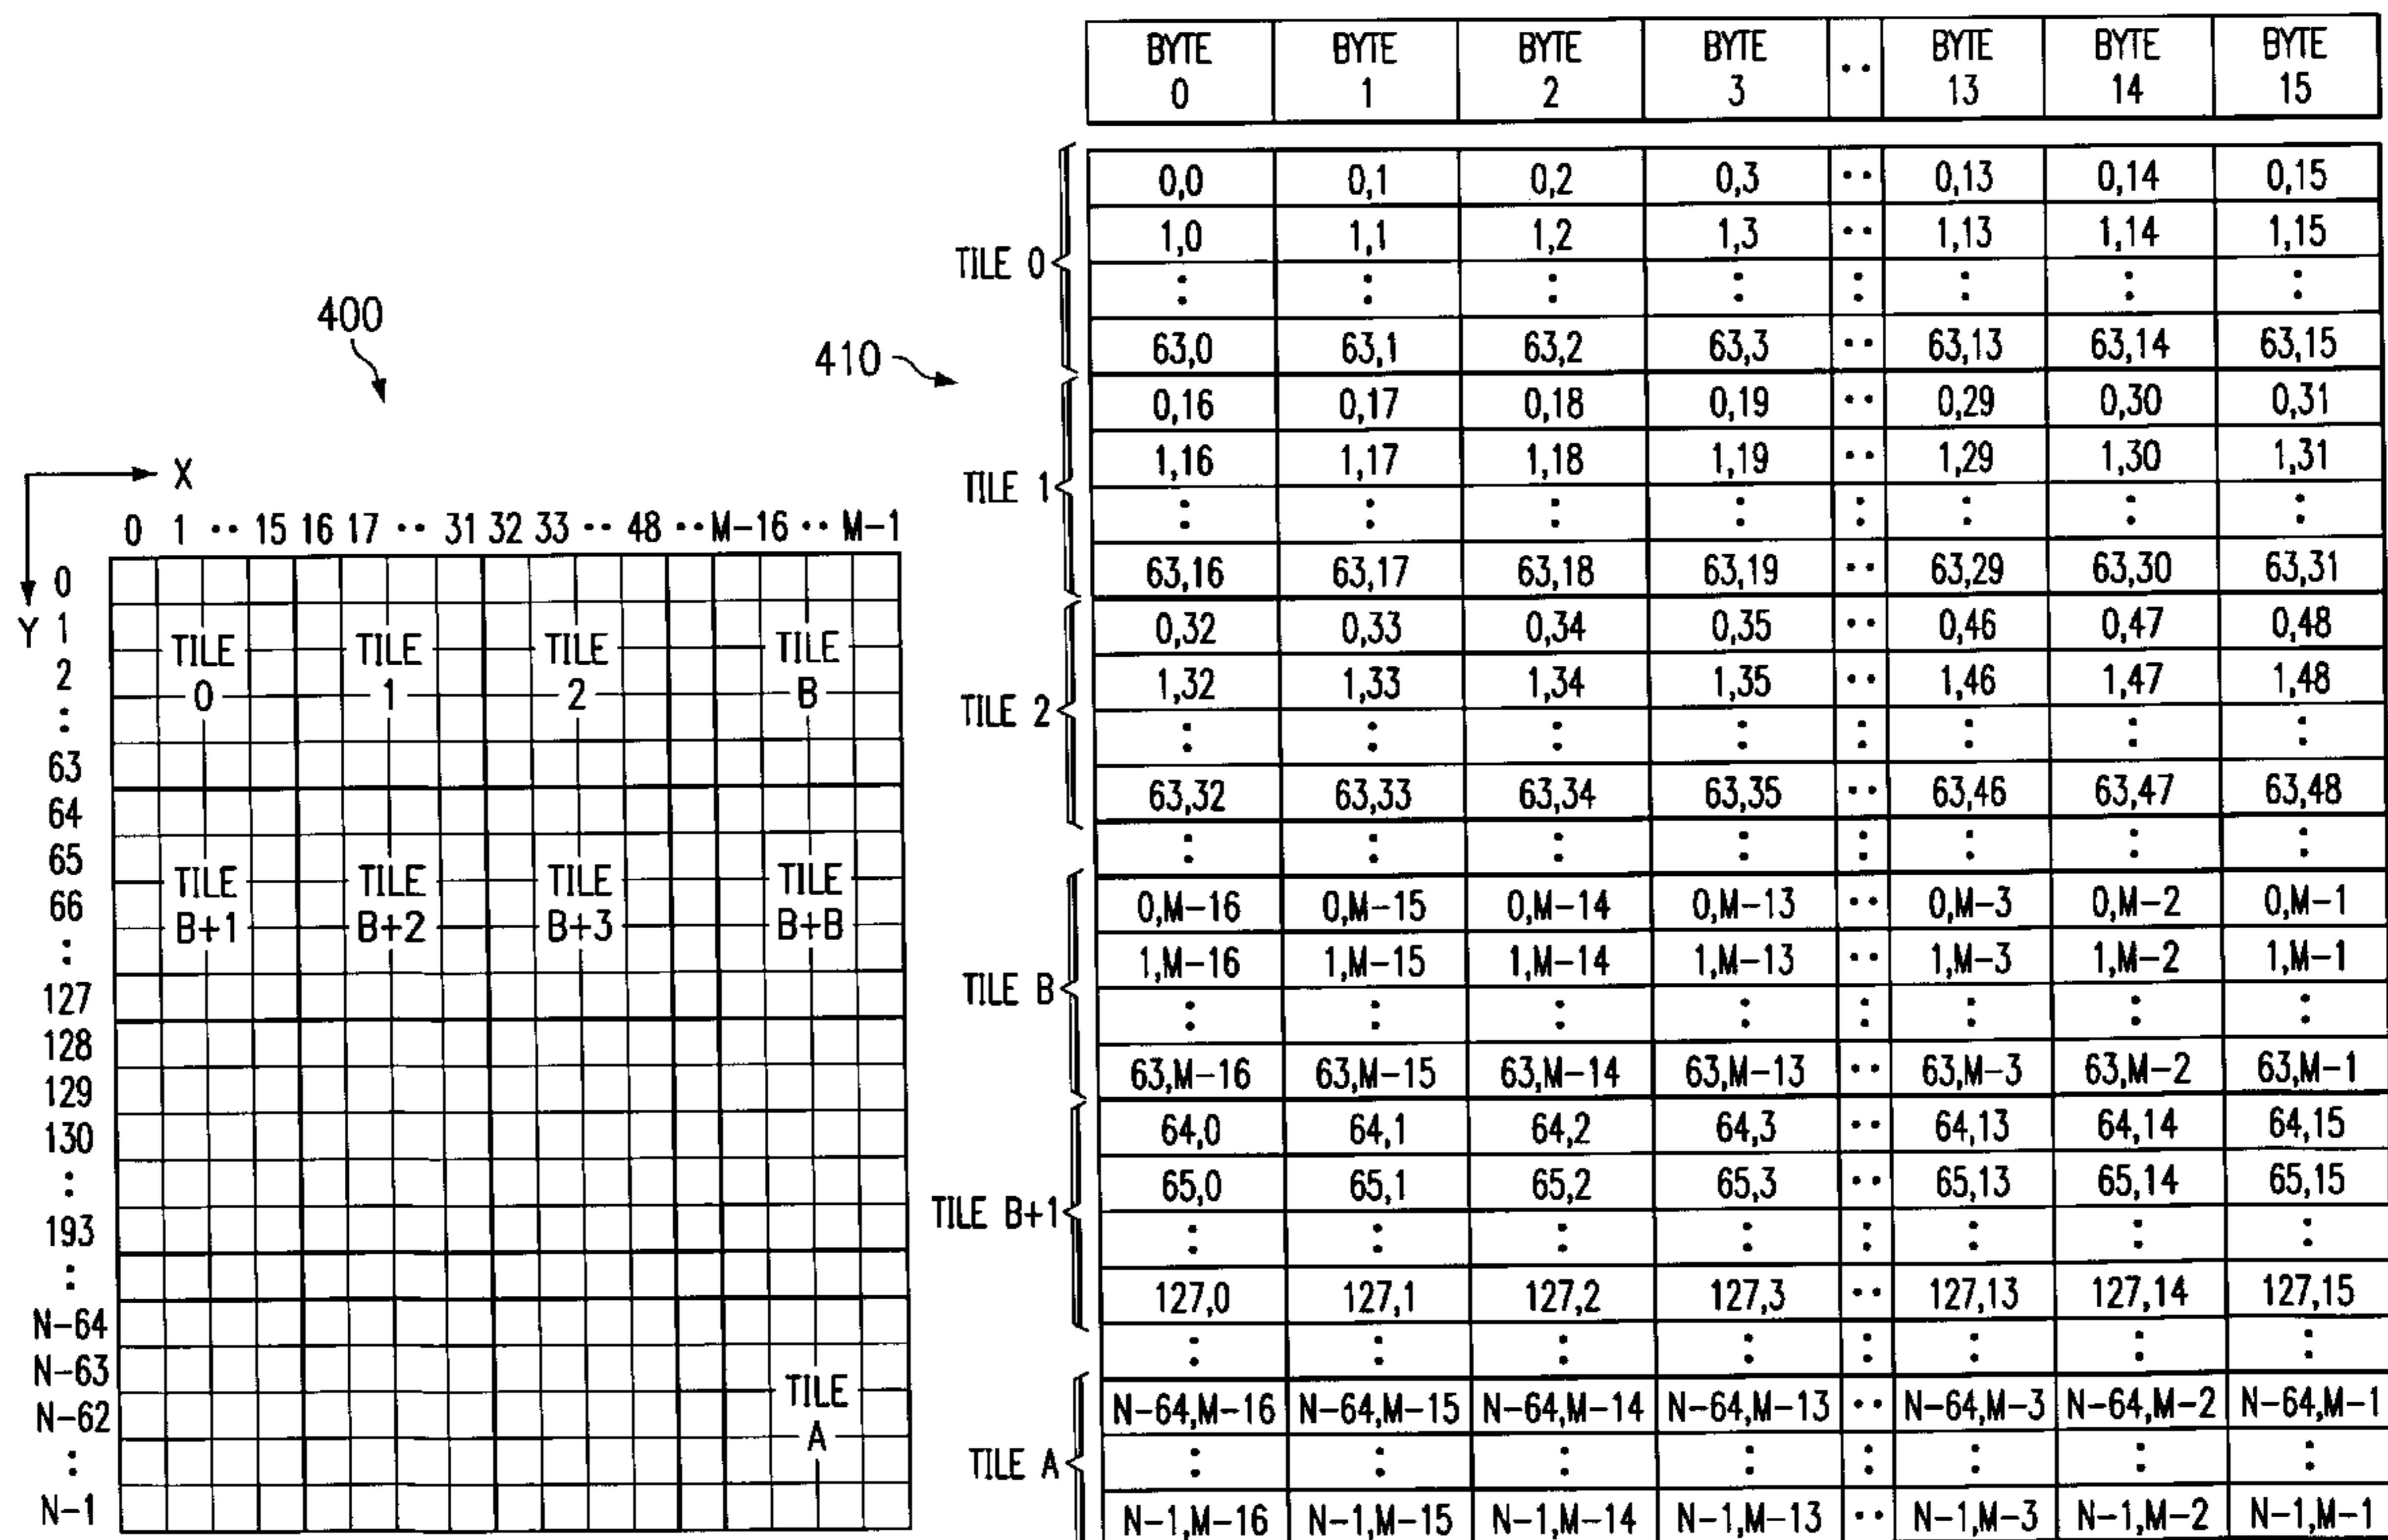 400
X
0 1 ·· 15 16 17 ·· 31 32 33 ·· 48 ·· M-16 ·· M-1
Y
0
1
2
:
63
64
65
66
:
127
128
129
130
:
193
:
N-64
N-63
N-62
:
N-1
TILE 0
TILE 1
TILE 2
TILE B
TILE B+1
TILE B+2
TILE B+3
TILE B+B
TILE A
410
BYTE 0 BYTE 1 BYTE 2 BYTE 3 ·· BYTE 13 BYTE 14 BYTE 15
TILE 0
0,0 0,1 0,2 0,3 ·· 0,13 0,14 0,15
1,0 1,1 1,2 1,3 ·· 1,13 1,14 1,15
: : : : : : : :
63,0 63,1 63,2 63,3 ·· 63,13 63,14 63,15
TILE 1
0,16 0,17 0,18 0,19 ·· 0,29 0,30 0,31
1,16 1,17 1,18 1,19 ·· 1,29 1,30 1,31
: : : : : : : :
63,16 63,17 63,18 63,19 ·· 63,29 63,30 63,31
TILE 2
0,32 0,33 0,34 0,35 ·· 0,46 0,47 0,48
1,32 1,33 1,34 1,35 ·· 1,46 1,47 1,48
: : : : : : : :
63,32 63,33 63,34 63,35 ·· 63,46 63,47 63,48
: : : : : : : :
TILE B
0,M-16 0,M-15 0,M-14 0,M-13 ·· 0,M-3 0,M-2 0,M-1
1,M-16 1,M-15 1,M-14 1,M-13 ·· 1,M-3 1,M-2 1,M-1
: : : : : : : :
63,M-16 63,M-15 63,M-14 63,M-13 ·· 63,M-3 63,M-2 63,M-1
TILE B+1
64,0 64,1 64,2 64,3 ·· 64,13 64,14 64,15
65,0 65,1 65,2 65,3 ·· 65,13 65,14 65,15
: : : : : : : :
127,0 127,1 127,2 127,3 ·· 127,13 127,14 127,15
: : : : : : : :
TILE A
N-64,M-16 N-64,M-15 N-64,M-14 N-64,M-13 ·· N-64,M-3 N-64,M-2 N-64,M-1
: : : : : : : :
N-1,M-16 N-1,M-15 N-1,M-14 N-1,M-13 ·· N-1,M-3 N-1,M-2 N-1,M-1